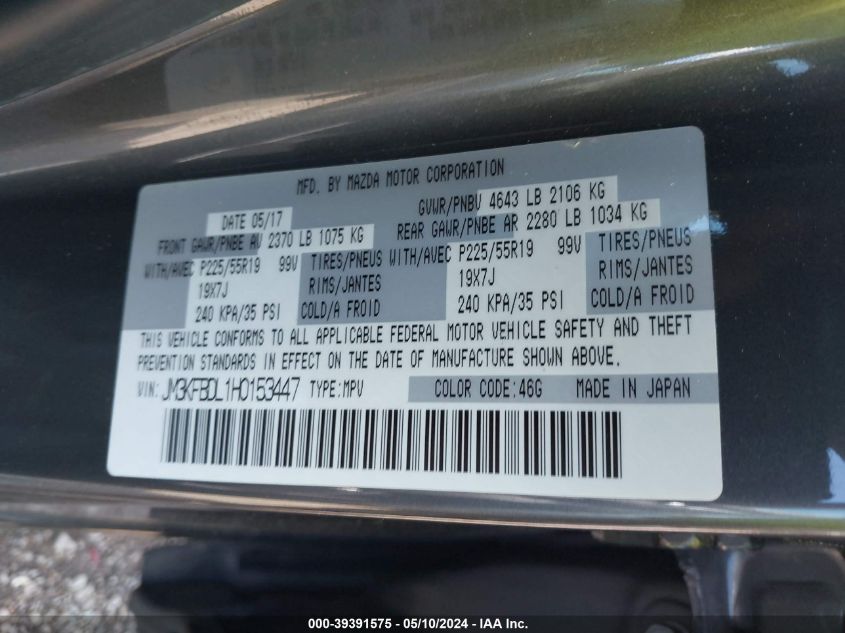 MFD. BY MAZDA MOTOR CORPORATION
DATE 05/17 GVWR/PNBV 4643 LB 2106 KG
FRONT GAWR/PNBE AV 2370 LB 1075 KG REAR GAWR/PNBE AR 2280 LB 1034 KG
WITH/AVEC P225/55R19 99V TIRES/PNEUS WITH/AVEC P225/55R19 99V TIRES/PNEUS
19X7J RIMS/JANTES 19X7J RIMS/JANTES
240 KPA/35 PSI COLD/A FROID 240 KPA/35 PSI COLD/A FROID
THIS VEHICLE CONFORMS TO ALL APPLICABLE FEDERAL MOTOR VEHICLE SAFETY AND THEFT
PREVENTION STANDARDS IN EFFECT ON THE DATE OF MANUFACTURE SHOWN ABOVE.
VIN: JM3KFBDL1H0153447 TYPE:MPV COLOR CODE:46G MADE IN JAPAN
000-39391575 - 05/10/2024 - IAA Inc.